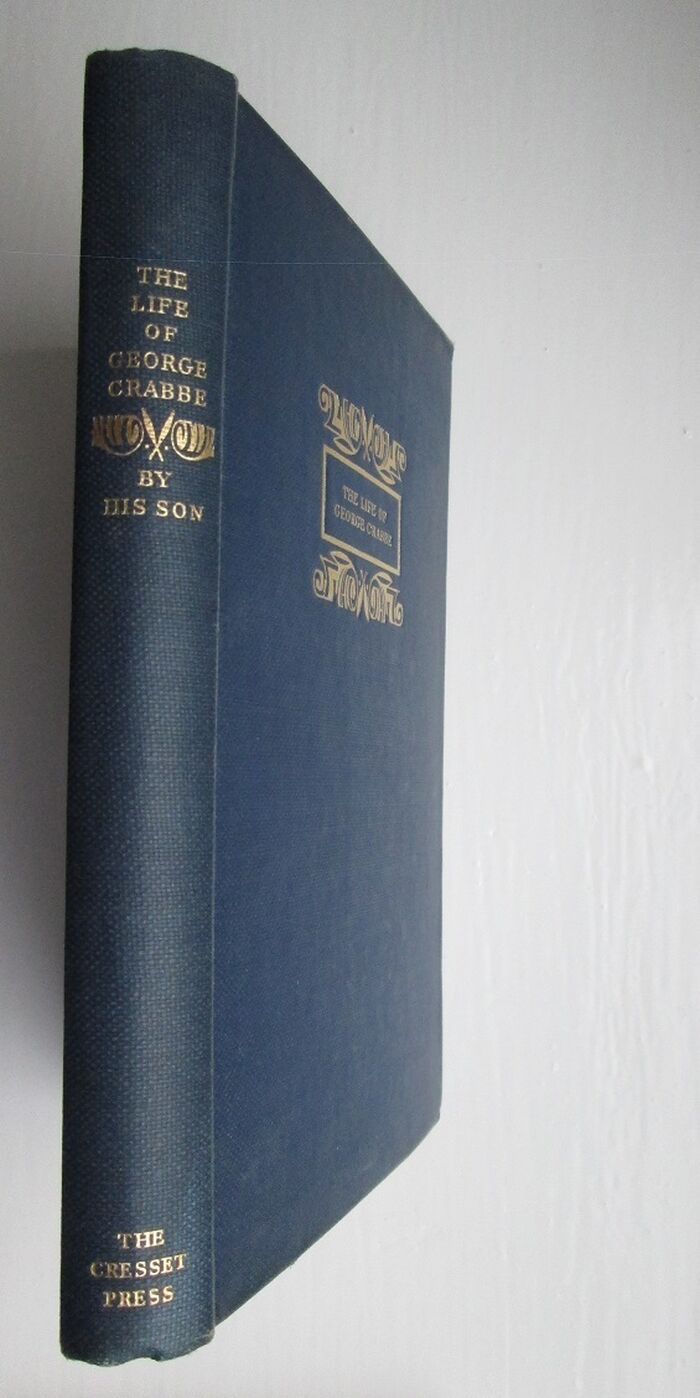 THE
LIFE
OF
GEORGE
CRABBE
BY
HIS SON
THE
CRESSET
PRESS
THE LIFE OF
GEORGE CRABBE